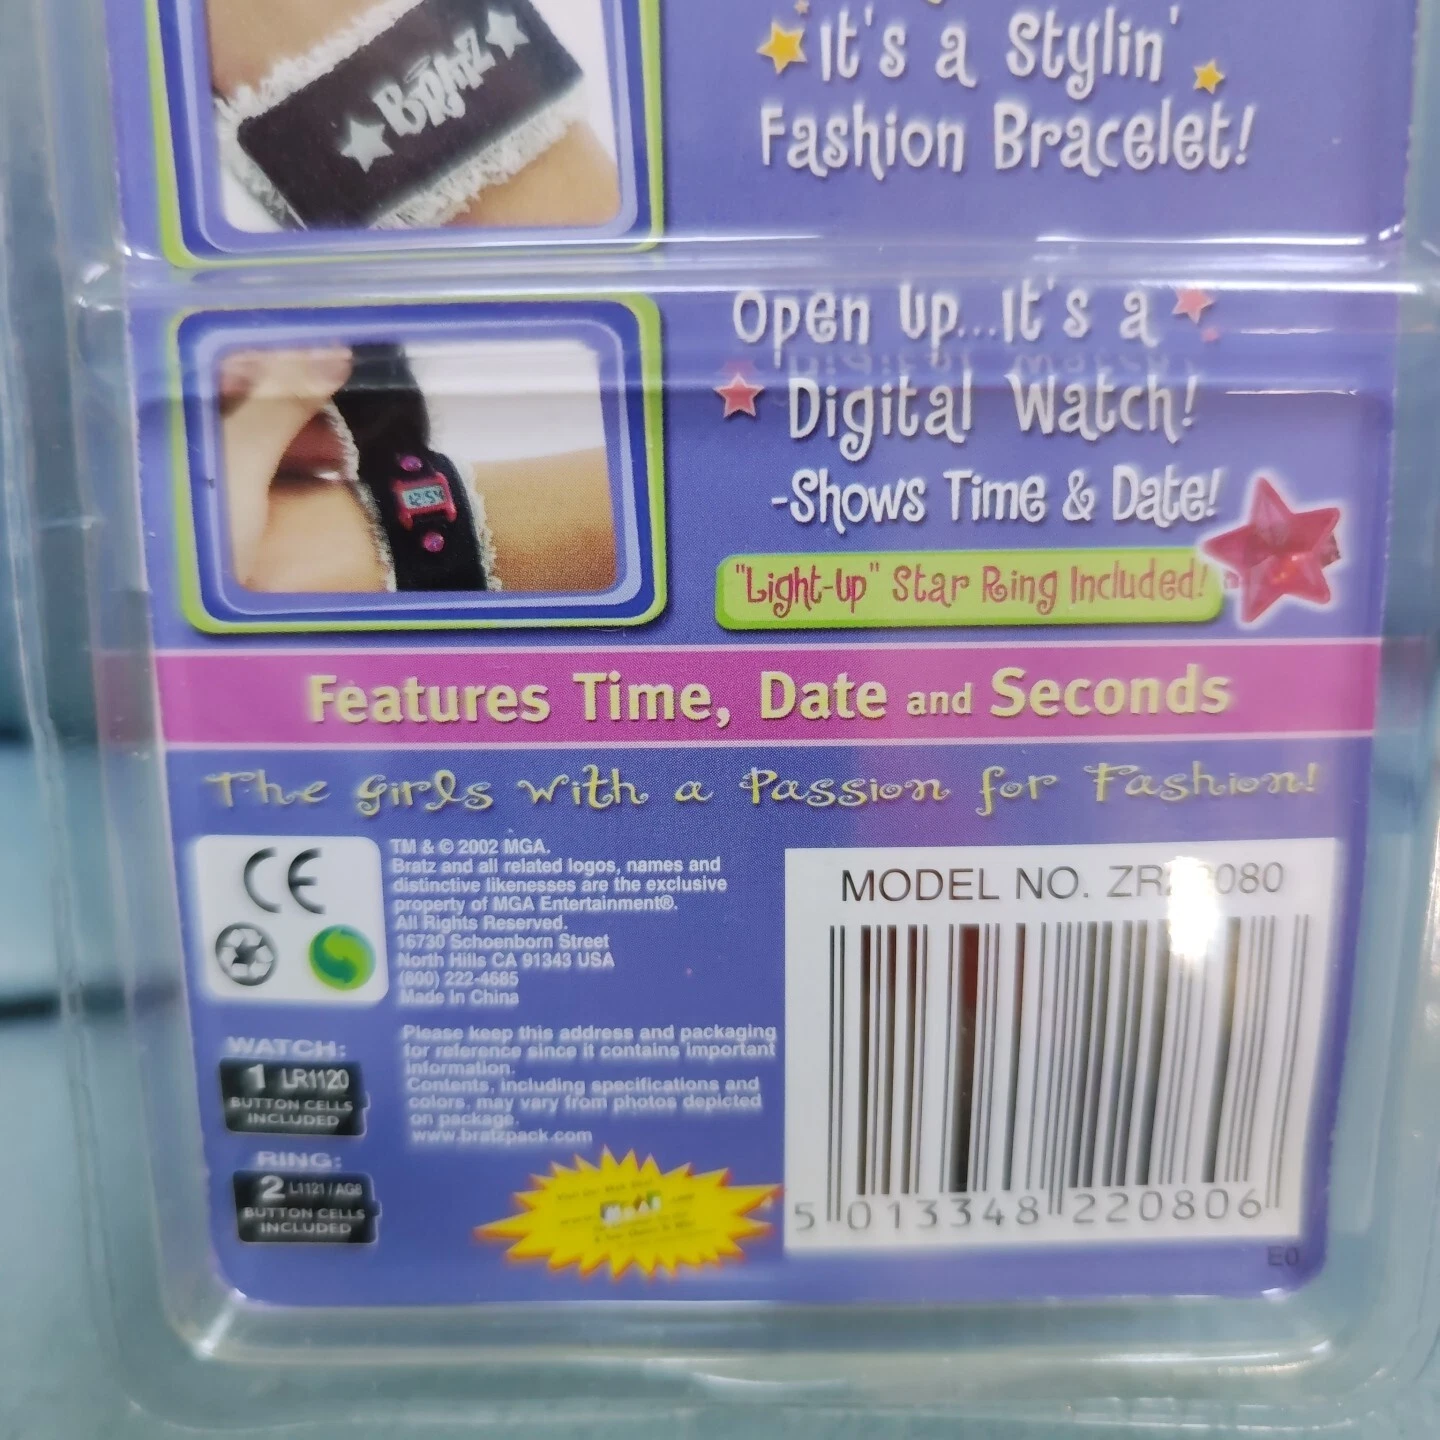 BRATZ
It's a Stylin'
Fashion Bracelet!
Open Up...It's a
Digital Watch!
-Shows Time & Date!
12:54
"Light-Up" Star Ring Included!
Features Time, Date and Seconds
The Girls with a Passion for Fashion!
CE
TM & © 2002 MGA.
Bratz and all related logos, names and
distinctive likenesses are the exclusive
property of MGA Entertainment®.
All Rights Reserved.
16730 Schoenborn Street
North Hills CA 91343 USA
(800) 222-4685
Made In China
Please keep this address and packaging
for reference since it contains important
information.
Contents, including specifications and
colors, may vary from photos depicted
on package.
www.bratzpack.com
WATCH:
1 LR1120
BUTTON CELLS
INCLUDED
RING:
2 L1121/AG8
BUTTON CELLS
INCLUDED
MODEL NO.
5 013348 220806
E0